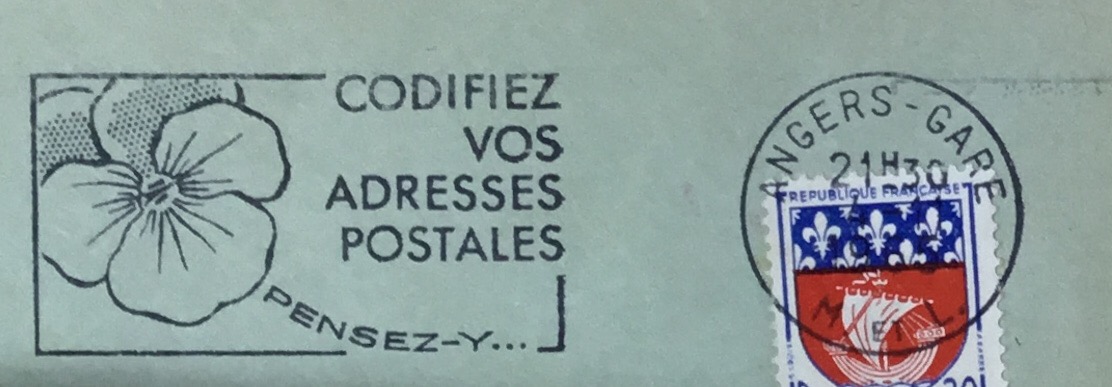 CODIFIEZ
VOS
ADRESSES
POSTALES
PENSEZ-Y...
ANGERS-GARE
21H30
REPUBLIQUE FRANÇAISE
M. ET L.